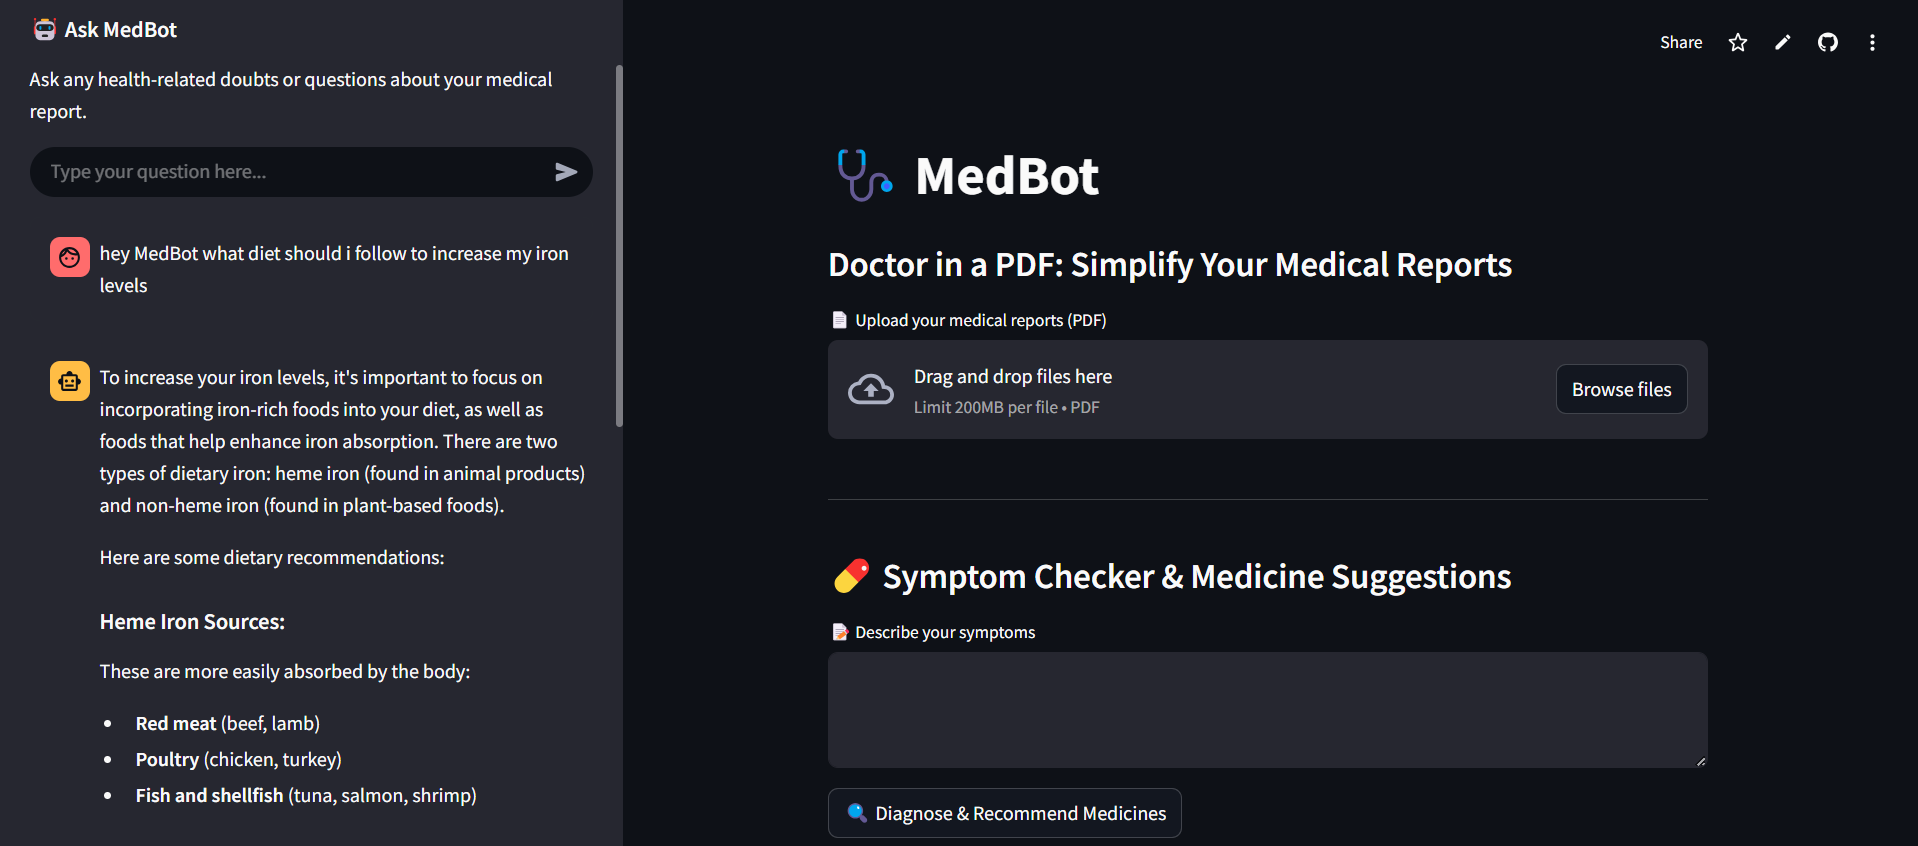 Ask MedBot
Ask any health-related doubts or questions about your medical
report.
Type your question here...
hey MedBot what diet should i follow to increase my iron
levels
To increase your iron levels, it's important to focus on
incorporating iron-rich foods into your diet, as well as
foods that help enhance iron absorption. There are two
types of dietary iron: heme iron (found in animal products)
and non-heme iron (found in plant-based foods).
Here are some dietary recommendations:
Heme Iron Sources:
These are more easily absorbed by the body:
• Red meat (beef, lamb)
• Poultry (chicken, turkey)
• Fish and shellfish (tuna, salmon, shrimp)
Share
MedBot
Doctor in a PDF: Simplify Your Medical Reports
Upload your medical reports (PDF)
Drag and drop files here
Limit 200MB per file • PDF
Browse files
Symptom Checker & Medicine Suggestions
Describe your symptoms
Diagnose & Recommend Medicines